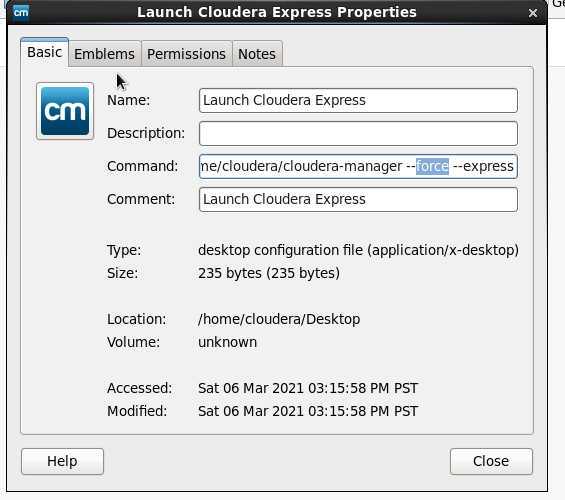 Launch Cloudera Express Properties
Basic Emblems Permissions Notes
cm
Name: Launch Cloudera Express
Description:
Command: me/cloudera/cloudera-manager --force --express
Comment: Launch Cloudera Express
Type: desktop configuration file (application/x-desktop)
Size: 235 bytes (235 bytes)
Location: /home/cloudera/Desktop
Volume: unknown
Accessed: Sat 06 Mar 2021 03:15:58 PM PST
Modified: Sat 06 Mar 2021 03:15:58 PM PST
Help Close